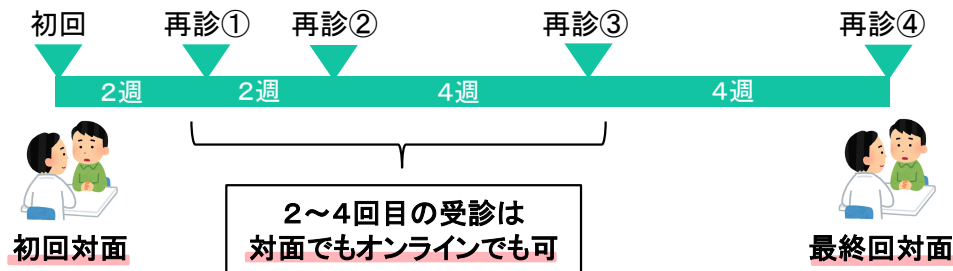 初回 再診① 再診② 再診③ 再診④
2週 2週 4週 4週
2～4回目の受診は
対面でもオンラインでも可
初回対面 最終回対面